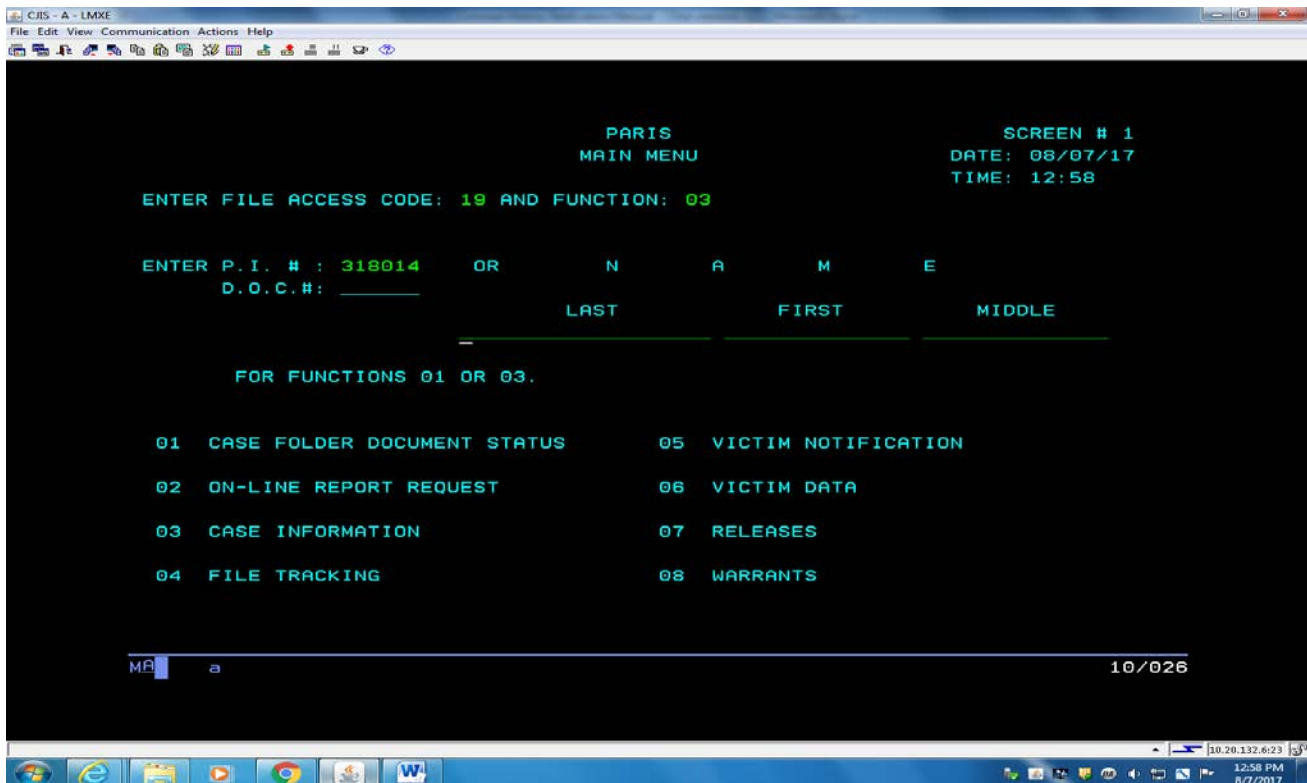 CJIS - A - LMXE
File Edit View Communication Actions Help
PARIS SCREEN # 1
MAIN MENU DATE: 08/07/17
TIME: 12:58
ENTER FILE ACCESS CODE: 19 AND FUNCTION: 03
ENTER P.I. # : 318014 OR N A M E
D.O.C.#:
LAST FIRST MIDDLE
FOR FUNCTIONS 01 OR 03.
01 CASE FOLDER DOCUMENT STATUS 05 VICTIM NOTIFICATION
02 ON-LINE REPORT REQUEST 06 VICTIM DATA
03 CASE INFORMATION 07 RELEASES
04 FILE TRACKING 08 WARRANTS
MA a 10/026
10.20.132.6:23
12:58 PM
8/7/2017